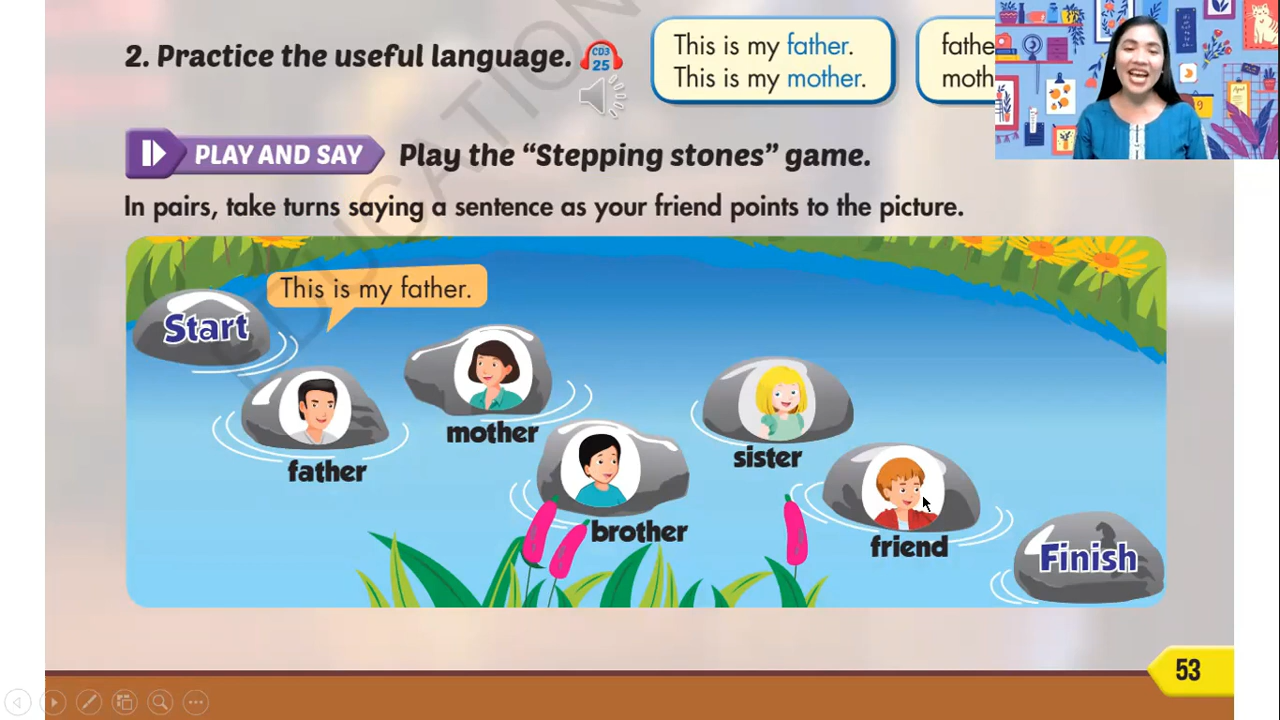 2. Practice the useful language.
CD3
25
This is my father.
This is my mother.
PLAY AND SAY
Play the “Stepping stones” game.
In pairs, take turns saying a sentence as your friend points to the picture.
This is my father.
Start
father
mother
brother
sister
friend
Finish
53
EDUCATION